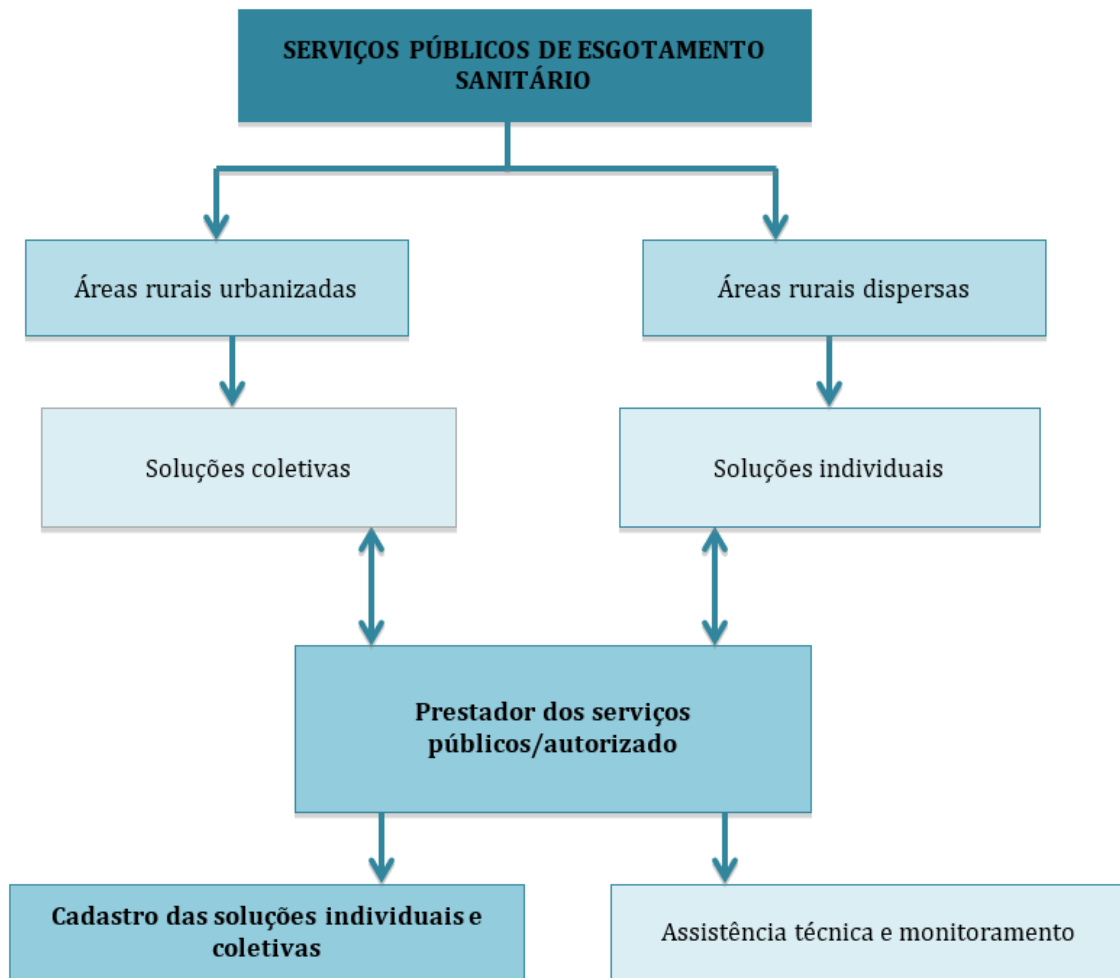 SERVIÇOS PÚBLICOS DE ESGOTAMENTO
SANITÁRIO
Áreas rurais urbanizadas
Áreas rurais dispersas
Soluções coletivas
Soluções individuais
Prestador dos serviços
públicos/autorizado
Cadastro das soluções individuais e
coletivas
Assistência técnica e monitoramento